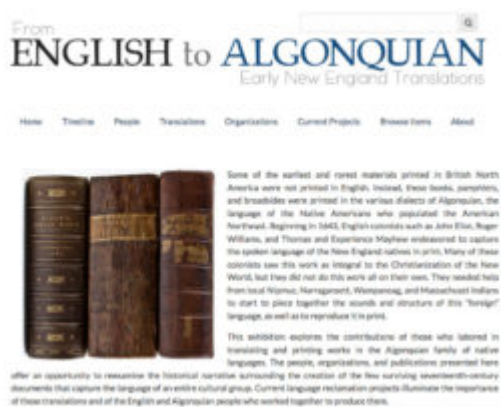 From
ENGLISH to ALGONQUIAN
Early New England Translations
Home Timeline People Translations Organizations Current Projects Browse Items About
Some of the earliest and rarest materials printed in British North
America were not printed in English. Instead, these books, pamphlets,
and broadsides were printed in the various dialects of Algonquian, the
language of the Native Americans who populated the American
Northeast. Beginning in 1643, English colonists such as John Eliot, Roger
Williams, and Thomas and Experience Mayhew endeavored to capture
the spoken language of the New England natives in print. Many of these
colonists saw this work as integral to the Christianization of the New
World, but they did not do this work all on their own. They needed help
from local Nipmuc, Narragansett, Wampanoag, and Massachusett Indians
to start to piece together the sounds and structure of this "foreign"
language, as well as to reproduce it in print.
This exhibition explores the contributions of those who labored in
translating and printing works in the Algonquian family of native
languages. The people, organizations, and publications presented here
offer an opportunity to reexamine the historical narrative surrounding the creation of the few surviving seventeenth-century
documents that capture the language of an entire cultural group. Current language reclamation projects illuminate the importance
of these translations and of the English and Algonquian people who worked together to produce them.